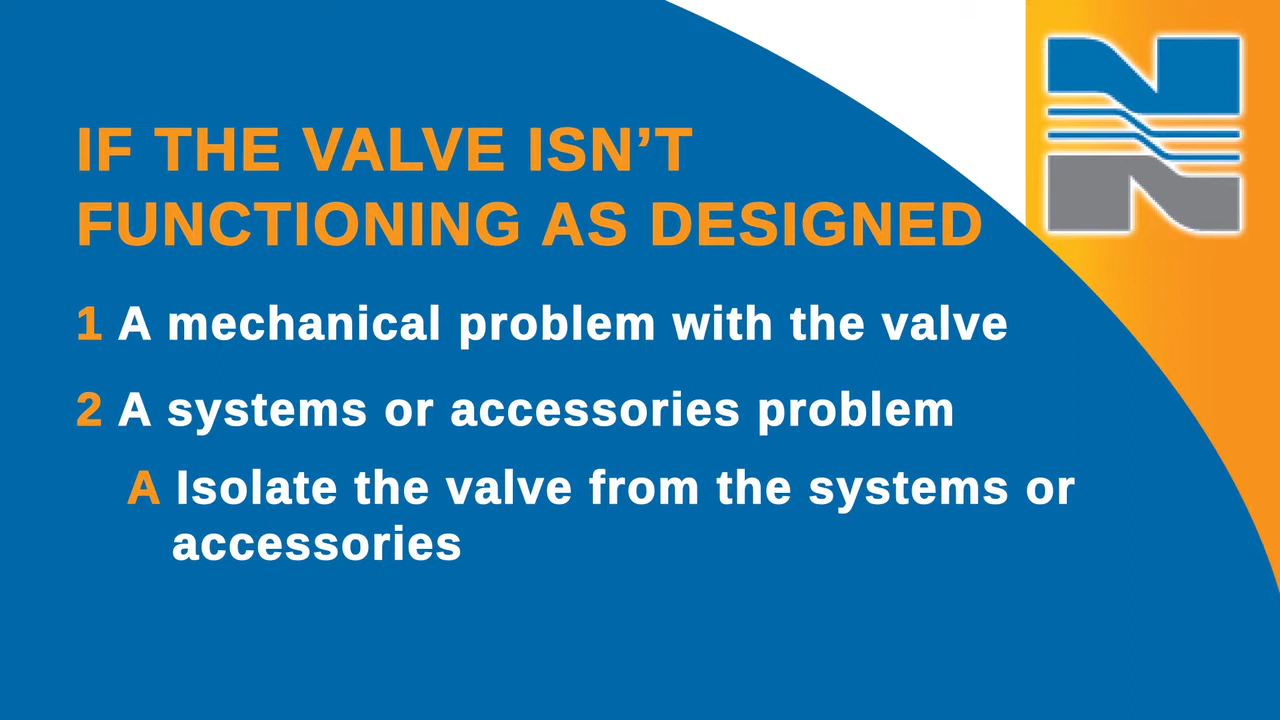 IF THE VALVE ISN’T
FUNCTIONING AS DESIGNED
1 A mechanical problem with the valve
2 A systems or accessories problem
A Isolate the valve from the systems or
accessories